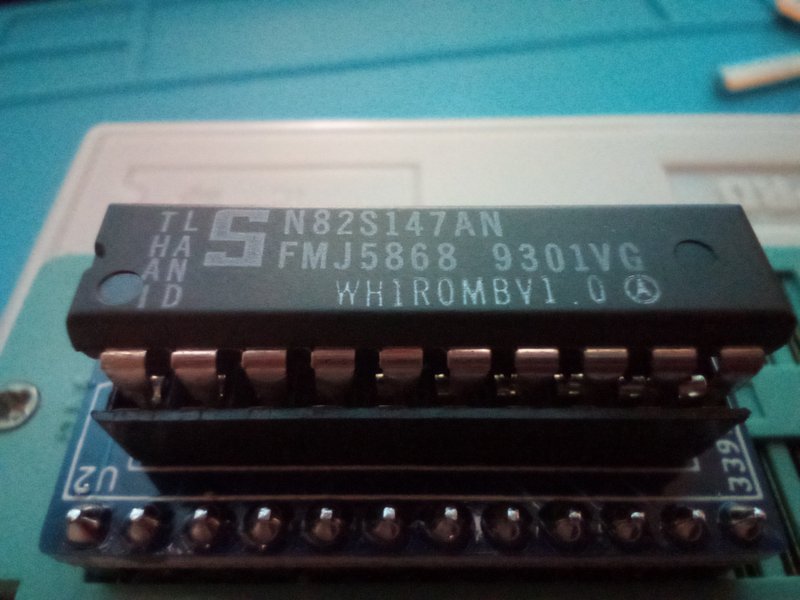 TL
HA
AN
ID
S
N82S147AN
FMJ5868 9301VG
WH1ROMBV1.0
U2
339